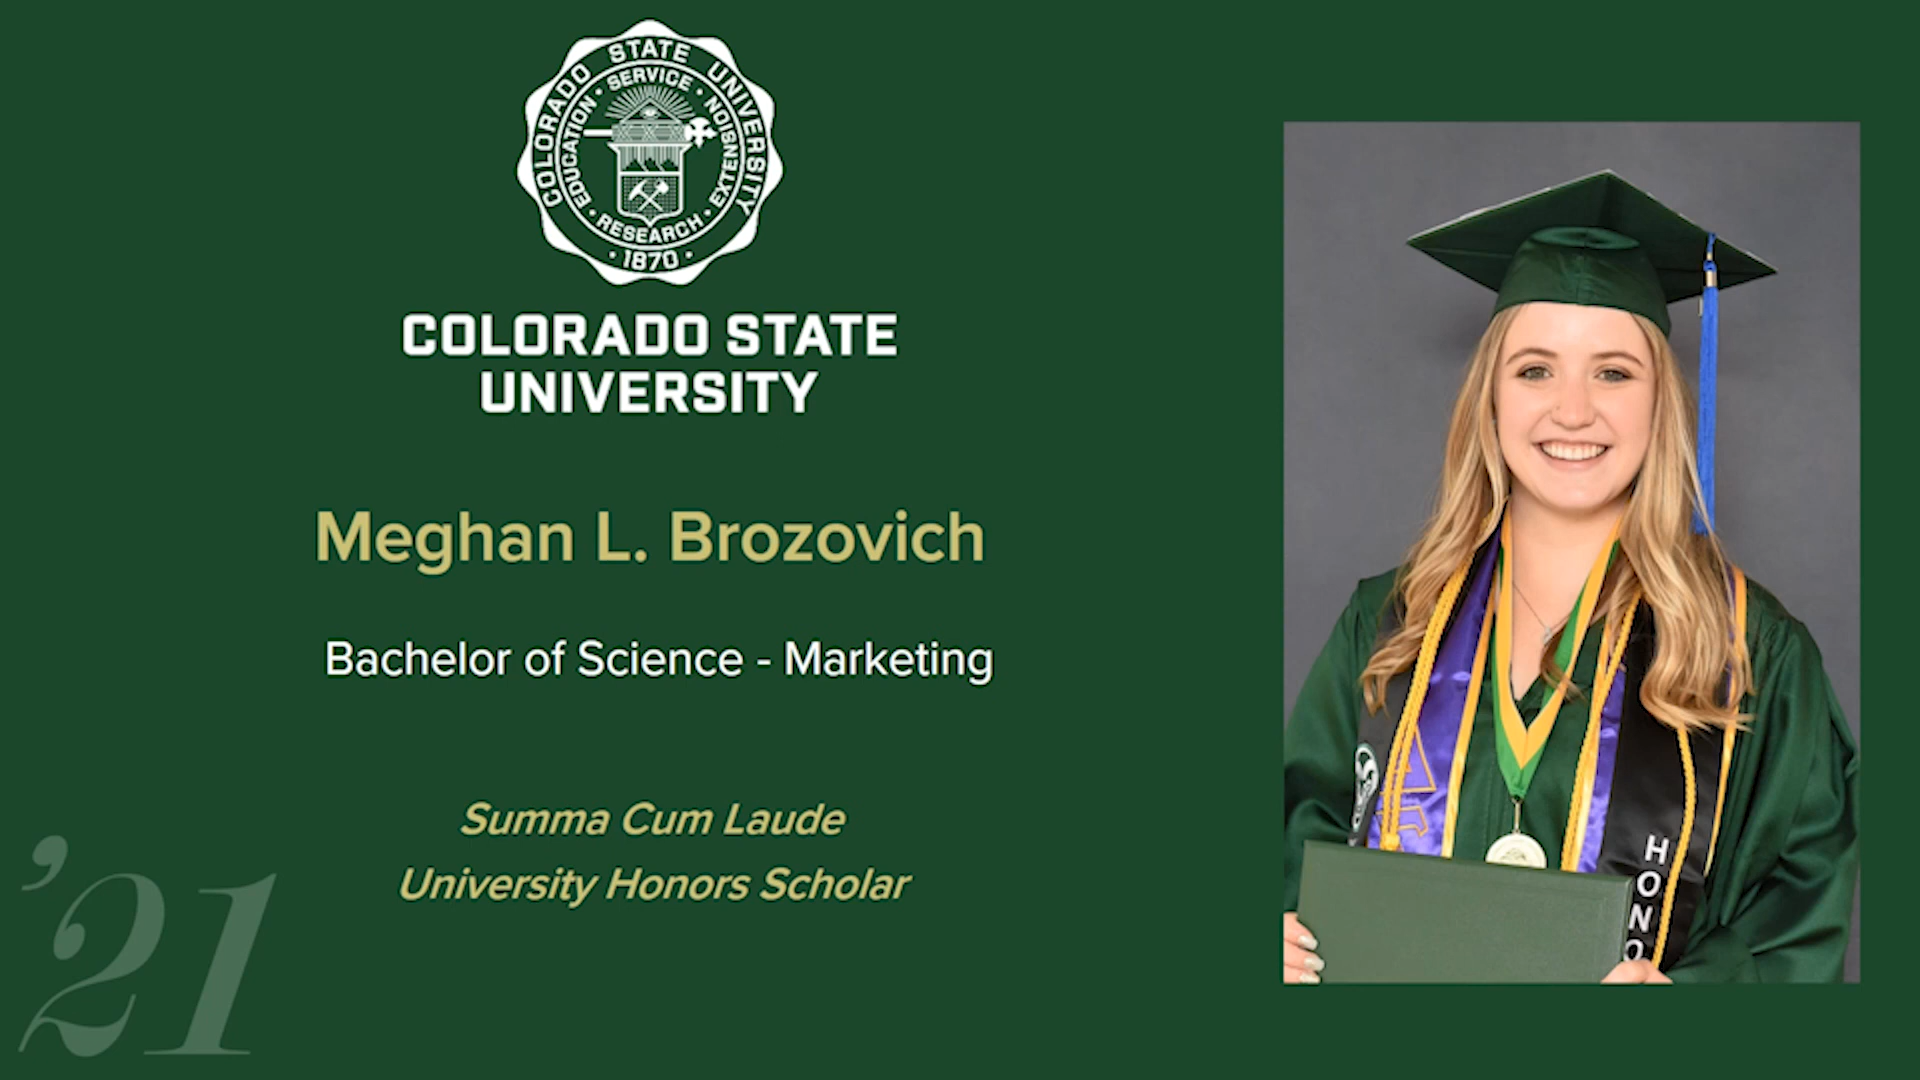 COLORADO STATE UNIVERSITY
EDUCATION • SERVICE • EXTENSION • RESEARCH
• 1870 •
COLORADO STATE
UNIVERSITY
Meghan L. Brozovich
Bachelor of Science - Marketing
Summa Cum Laude
University Honors Scholar
’21
HONO